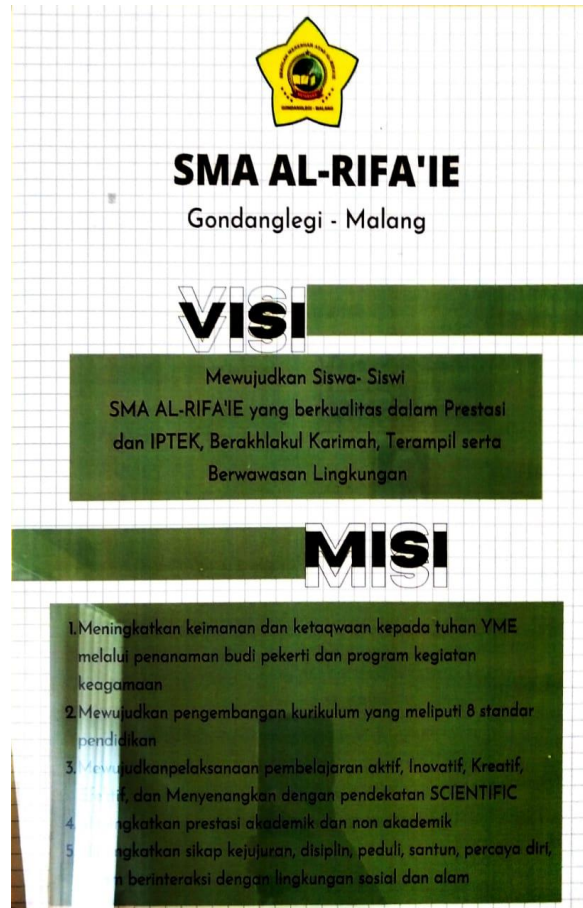 GONDANGLEGI - MALANG
SMA AL-RIFA'IE
Gondanglegi - Malang
VISI
Mewujudkan Siswa- Siswi
SMA AL-RIFA'IE yang berkualitas dalam Prestasi
dan IPTEK, Berakhlakul Karimah, Terampil serta
Berwawasan Lingkungan
MISI
1.Meningkatkan keimanan dan ketaqwaan kepada tuhan YME
melalui penanaman budi pekerti dan program kegiatan
keagamaan
2.Mewujudkan pengembangan kurikulum yang meliputi 8 standar
pendidikan
3.Mewujudkanpelaksanaan pembelajaran aktif, Inovatif, Kreatif,
dan Menyenangkan dengan pendekatan SCIENTIFIC
4. prestasi akademik dan non akademik
5. sikap kejujuran, disiplin, peduli, santun, percaya diri,
berinteraksi dengan lingkungan sosial dan alam